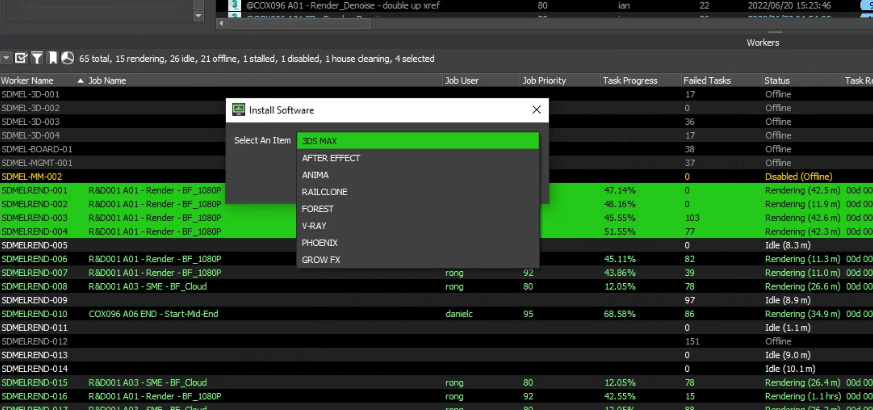 @COX096 A01 - Render_Denoise - double up xref 80 ian 22 2022/06/20 15:23:46
Workers
65 total, 15 rendering, 26 idle, 21 offline, 1 stalled, 1 disabled, 1 house cleaning, 4 selected
Worker Name Job Name Job User Job Priority Task Progress Failed Tasks Status Task Re
SDMEL-3D-001 17 Offline
SDMEL-3D-002 0 Offline
SDMEL-3D-003 36 Offline
SDMEL-3D-004 17 Offline
SDMEL-BOARD-01 38 Offline
SDMEL-MGMT-001 37 Offline
SDMEL-MM-002 0 Disabled (Offline)
SDMELREND-001 R&D001 A01 - Render - BF_1080P 47.14% 0 Rendering (42.5 m) 00d 00
SDMELREND-002 R&D001 A01 - Render - BF_1080P 48.16% 0 Rendering (11.9 m) 00d 00
SDMELREND-003 R&D001 A01 - Render - BF_1080P 45.55% 103 Rendering (42.6 m) 00d 00
SDMELREND-004 R&D001 A01 - Render - BF_1080P 51.55% 77 Rendering (42.3 m) 00d 00
SDMELREND-005 0 Idle (8.3 m)
SDMELREND-006 R&D001 A01 - Render - BF_1080P 45.11% 82 Rendering (11.3 m) 00d 00
SDMELREND-007 R&D001 A01 - Render - BF_1080P rong 92 43.86% 39 Rendering (11.0 m) 00d 00
SDMELREND-008 R&D001 A03 - SME - BF_Cloud rong 80 12.05% 78 Rendering (26.6 m) 00d 00
SDMELREND-009 97 Idle (8.9 m)
SDMELREND-010 COX096 A06 END - Start-Mid-End danielc 95 68.58% 86 Rendering (34.9 m) 00d 00
SDMELREND-011 0 Idle (1.1 m)
SDMELREND-012 151 Offline
SDMELREND-013 0 Idle (9.0 m)
SDMELREND-014 0 Idle (10.1 m)
SDMELREND-015 R&D001 A03 - SME - BF_Cloud rong 80 12.05% 78 Rendering (26.4 m) 00d 00
SDMELREND-016 R&D001 A01 - Render - BF_1080P rong 92 42.55% 15 Rendering (1.1 hrs) 00d 00
Install Software
Select An Item
3DS MAX
AFTER EFFECT
ANIMA
RAILCLONE
FOREST
V-RAY
PHOENIX
GROW FX